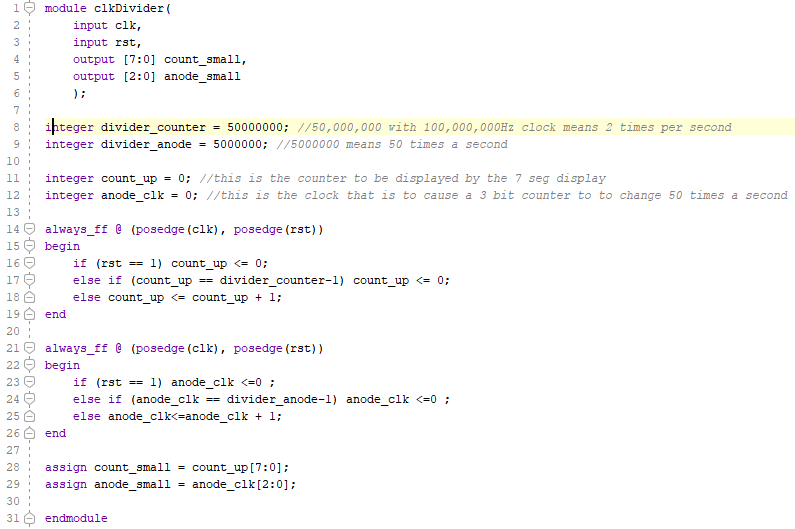 1 module clkDivider(
2 input clk,
3 input rst,
4 output [7:0] count_small,
5 output [2:0] anode_small
6 );
7
8 integer divider_counter = 50000000; //50,000,000 with 100,000,000Hz clock means 2 times per second
9 integer divider_anode = 5000000; //5000000 means 50 times a second
10
11 integer count_up = 0; //this is the counter to be displayed by the 7 seg display
12 integer anode_clk = 0; //this is the clock that is to cause a 3 bit counter to to change 50 times a second
13
14 always_ff @ (posedge(clk), posedge(rst))
15 begin
16 if (rst == 1) count_up <= 0;
17 else if (count_up == divider_counter-1) count_up <= 0;
18 else count_up <= count_up + 1;
19 end
20
21 always_ff @ (posedge(clk), posedge(rst))
22 begin
23 if (rst == 1) anode_clk <=0 ;
24 else if (anode_clk == divider_anode-1) anode_clk <=0 ;
25 else anode_clk<=anode_clk + 1;
26 end
27
28 assign count_small = count_up[7:0];
29 assign anode_small = anode_clk[2:0];
30
31 endmodule